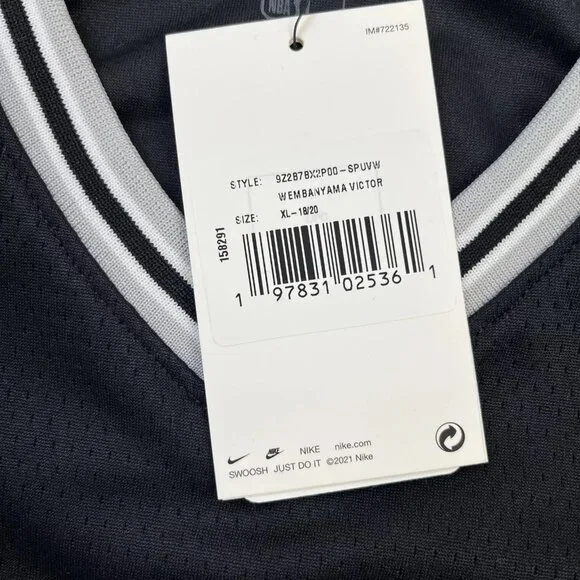 NBA
IM#722135
STYLE: 9Z2B7BX2P00-SPUVW
WEMBANYAMA VICTOR
SIZE: XL-18/20
158291
1 97831 02536 1
NIKE nike.com
SWOOSH JUST DO IT ©2021 Nike